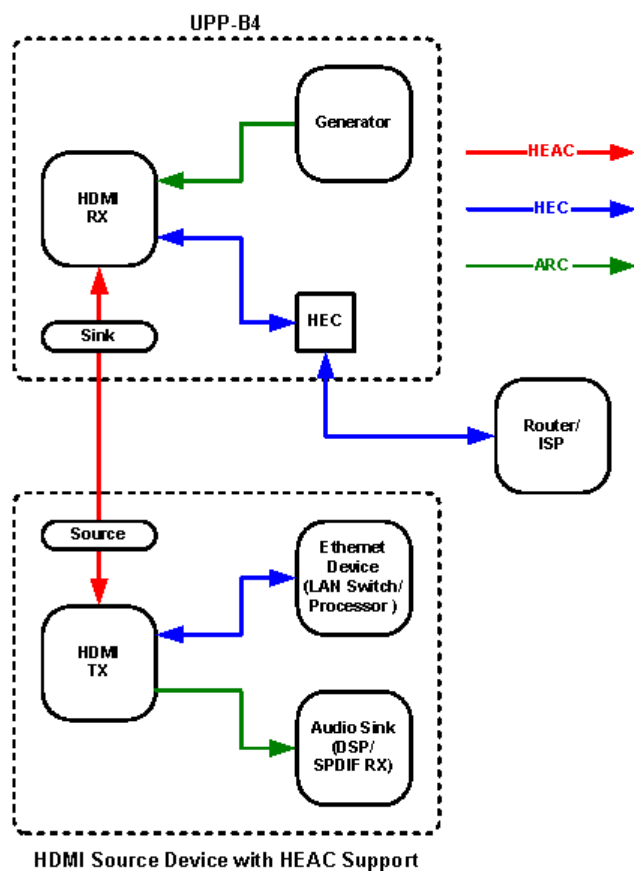 UPP-B4
Generator
HDMI
RX
HEAC
HEC
ARC
Sink
HEC
Router/
ISP
Source
Ethernet
Device
(LAN Switch/
Processor )
HDMI
TX
Audio Sink
(DSP/
SPDIF RX)
HDMI Source Device with HEAC Support